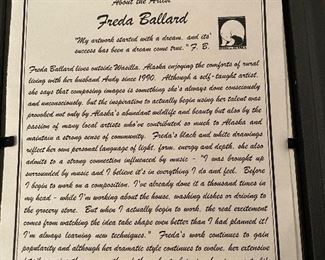 About the Artist
Freda Ballard
"My artwork started with a dream, and its'
success has been a dream come true." F. B.
Freda Ballard lives outside Wasilla, Alaska enjoying the comforts of rural
living with her husband Andy since 1990. Although a self-taught artist,
she says that composing images is something she's always done consciously
and unconsciously, but the inspiration to actually begin using her talent was
provoked not only by Alaska's abundant wildlife and beauty but also by the
passion of many local artists who've contributed so much to Alaska and
maintain a strong sense of community. Freda's black and white drawings
reflect her own personal language of light, form, energy and depth, she also
admits to a strong connection influenced by music - "I was brought up
surrounded by music and I believe it's in everything I do and feel. Before
I begin to work on a composition, I've already done it a thousand times in
my head - while I'm working about the house, washing dishes or driving to
the grocery store. But when I actually begin to work, the real excitement
comes from watching the idea take shape even better than I had planned it!
I'm always learning new techniques." Freda's work continues to gain
popularity and although her dramatic style continues to evolve, her extensive